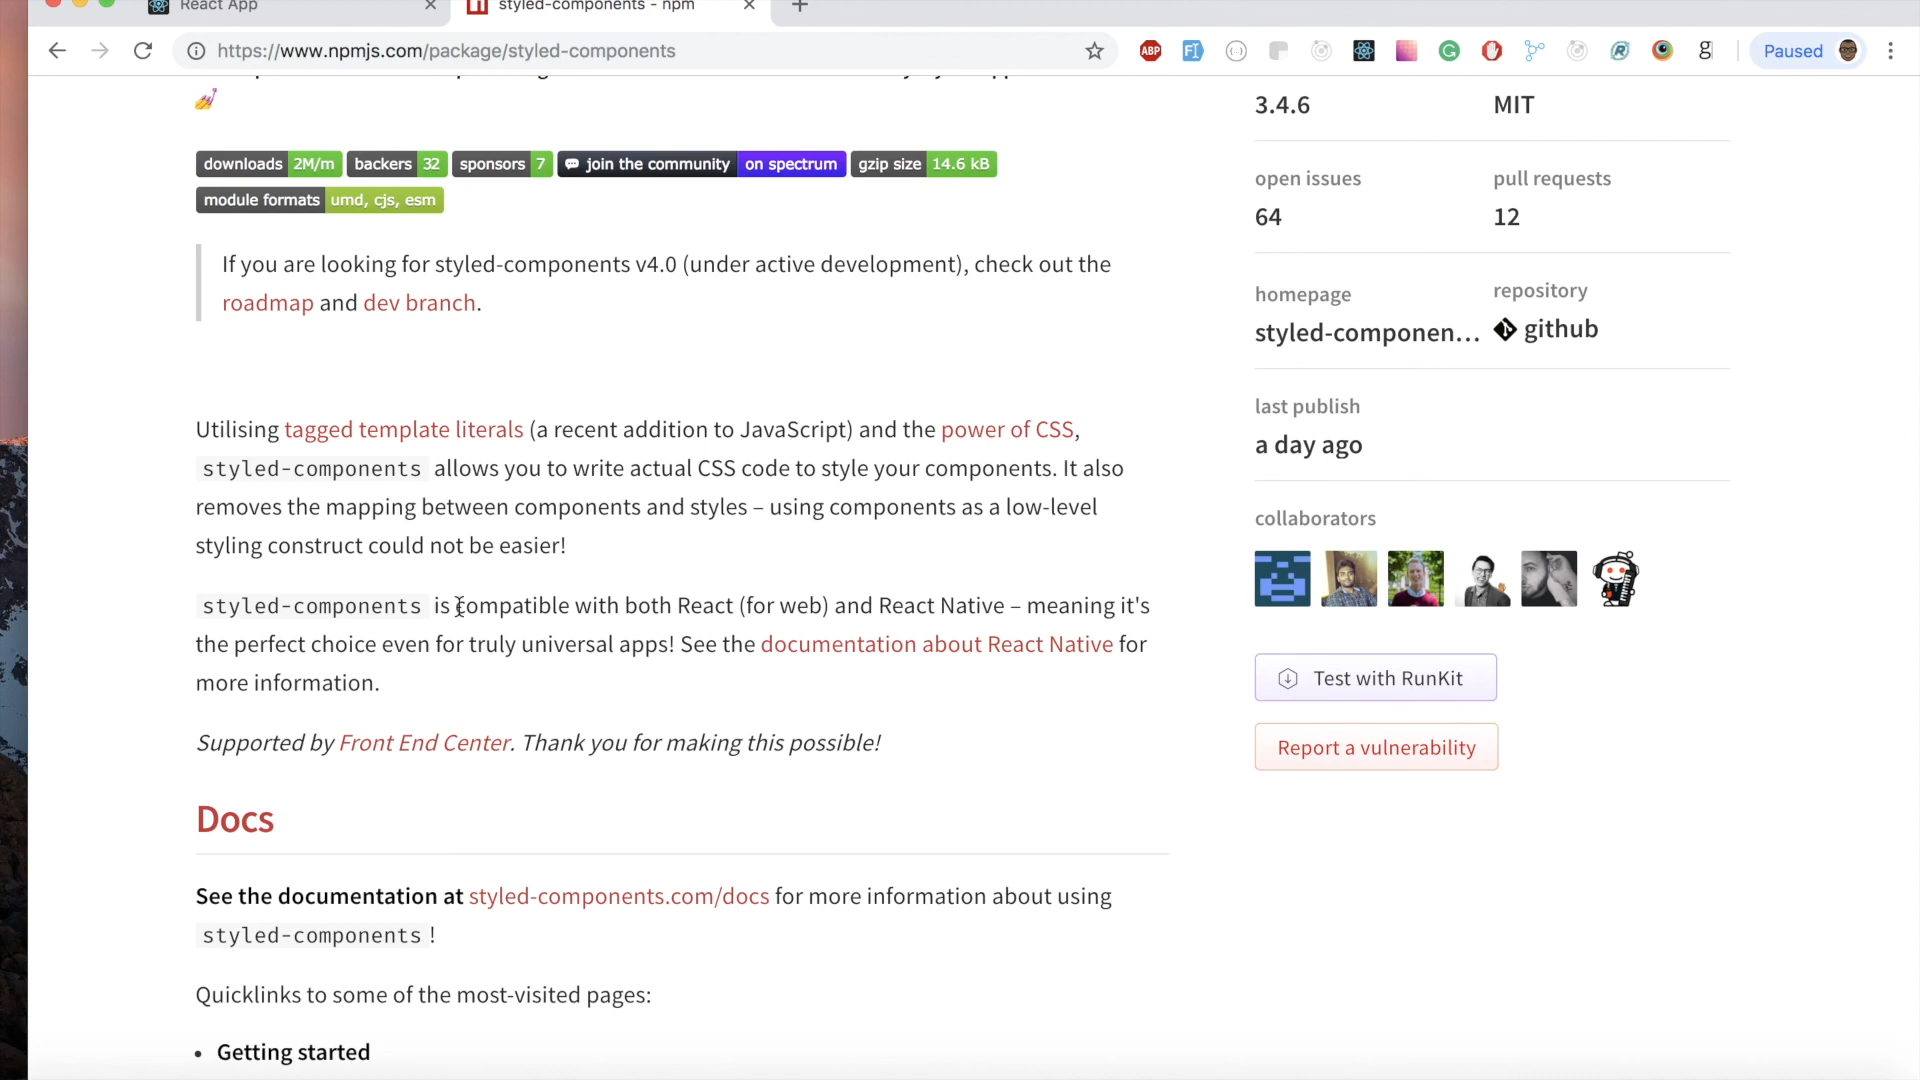 React App
styled-components - npm
https://www.npmjs.com/package/styled-components
ABP
Paused
downloads 2M/m backers 32 sponsors 7 join the community on spectrum gzip size 14.6 kB
module formats umd, cjs, esm
If you are looking for styled-components v4.0 (under active development), check out the
roadmap and dev branch.
Utilising tagged template literals (a recent addition to JavaScript) and the power of CSS,
styled-components allows you to write actual CSS code to style your components. It also
removes the mapping between components and styles – using components as a low-level
styling construct could not be easier!
styled-components is compatible with both React (for web) and React Native – meaning it's
the perfect choice even for truly universal apps! See the documentation about React Native for
more information.
Supported by Front End Center. Thank you for making this possible!
Docs
See the documentation at styled-components.com/docs for more information about using
styled-components !
Quicklinks to some of the most-visited pages:
• Getting started
3.4.6 MIT
open issues pull requests
64 12
homepage repository
styled-componen... github
last publish
a day ago
collaborators
Test with RunKit
Report a vulnerability